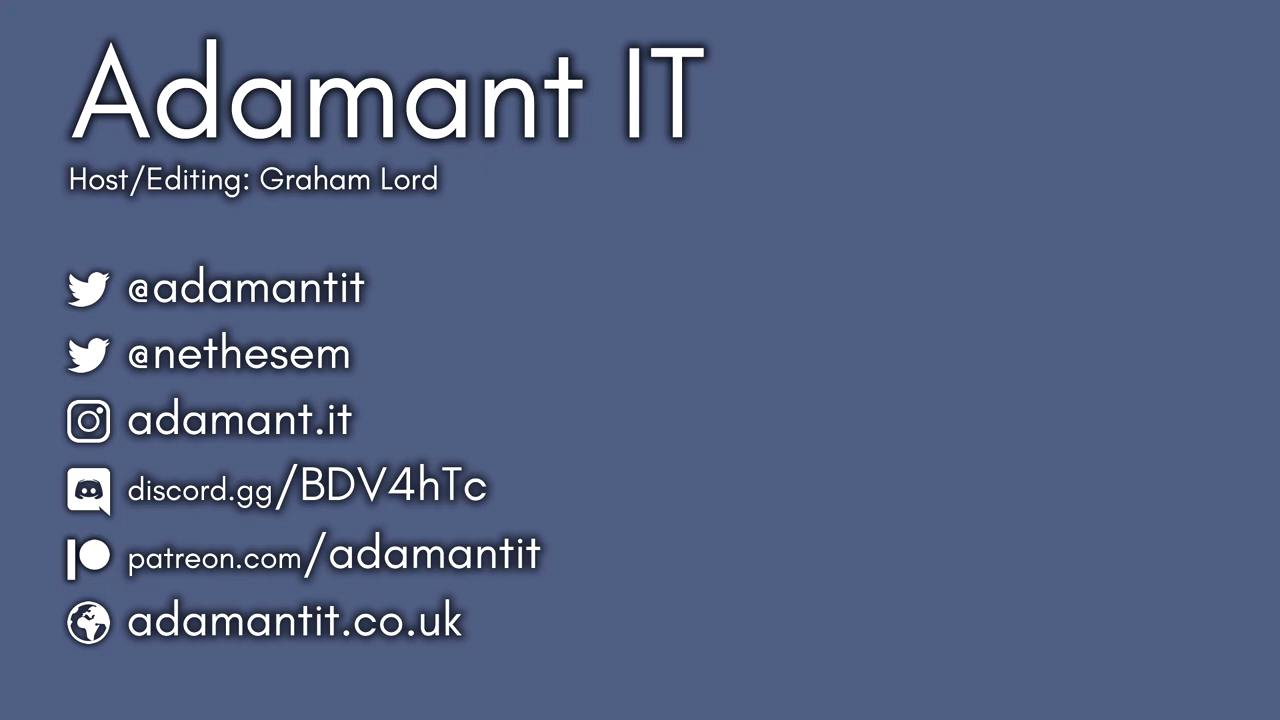 Adamant IT
Host/Editing: Graham Lord
@adamantit
@nethesem
adamant.it
discord.gg/BDV4hTc
patreon.com/adamantit
adamantit.co.uk